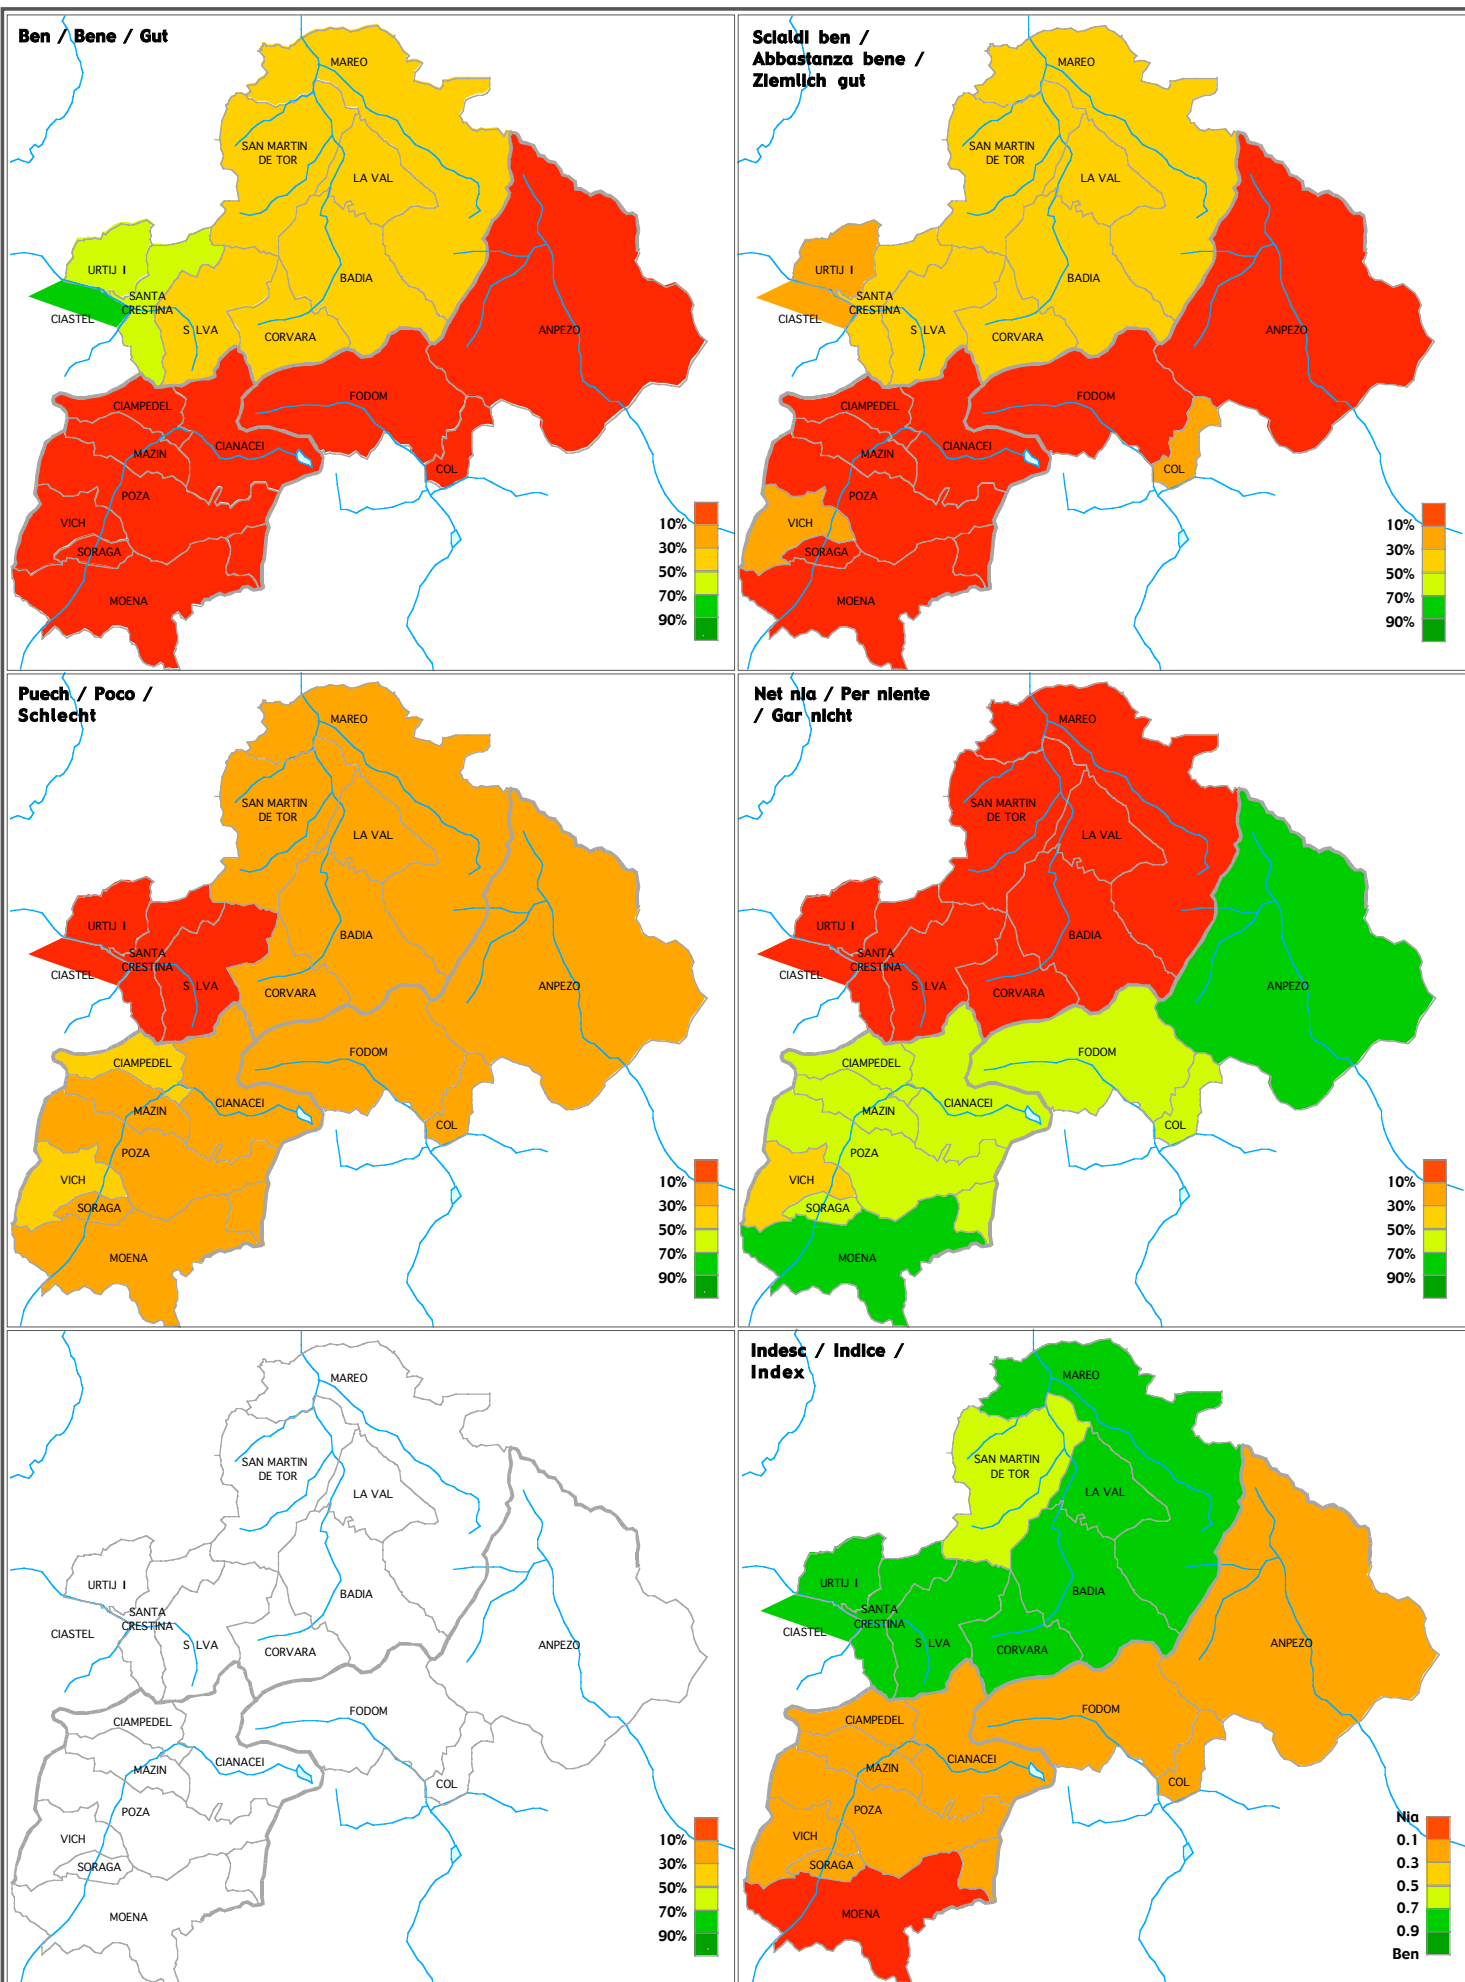 Ben / Bene / Gut
MAREO
SAN MARTIN
DE TOR
LA VAL
URTIJ I
SANTA
CRESTINA
CIASTEL
S LVA
BADIA
CORVARA
ANPEZO
FODOM
CIAMPEDEL
CIANACEI
MAZIN
COL
POZA
VICH
SORAGA
MOENA
10%
30%
50%
70%
90%
Scialdi ben /
Abbastanza bene /
Ziemlich gut
MAREO
SAN MARTIN
DE TOR
LA VAL
URTIJ I
SANTA
CRESTINA
CIASTEL
S LVA
BADIA
CORVARA
ANPEZO
FODOM
CIAMPEDEL
CIANACEI
MAZIN
COL
POZA
VICH
SORAGA
MOENA
10%
30%
50%
70%
90%
Puech / Poco /
Schlecht
MAREO
SAN MARTIN
DE TOR
LA VAL
URTIJ I
SANTA
CRESTINA
CIASTEL
S LVA
BADIA
CORVARA
ANPEZO
FODOM
CIAMPEDEL
CIANACEI
MAZIN
COL
POZA
VICH
SORAGA
MOENA
10%
30%
50%
70%
90%
Net nia / Per niente
/ Gar nicht
MAREO
SAN MARTIN
DE TOR
LA VAL
URTIJ I
SANTA
CRESTINA
CIASTEL
S LVA
BADIA
CORVARA
ANPEZO
FODOM
CIAMPEDEL
CIANACEI
MAZIN
COL
POZA
VICH
SORAGA
MOENA
10%
30%
50%
70%
90%
MAREO
SAN MARTIN
DE TOR
LA VAL
URTIJ I
SANTA
CRESTINA
CIASTEL
S LVA
BADIA
CORVARA
ANPEZO
FODOM
CIAMPEDEL
CIANACEI
MAZIN
COL
POZA
VICH
SORAGA
MOENA
10%
30%
50%
70%
90%
Indesc / Indice /
Index
MAREO
SAN MARTIN
DE TOR
LA VAL
URTIJ I
SANTA
CRESTINA
CIASTEL
S LVA
BADIA
CORVARA
ANPEZO
FODOM
CIAMPEDEL
CIANACEI
MAZIN
COL
POZA
VICH
SORAGA
MOENA
Nia
0.1
0.3
0.5
0.7
0.9
Ben